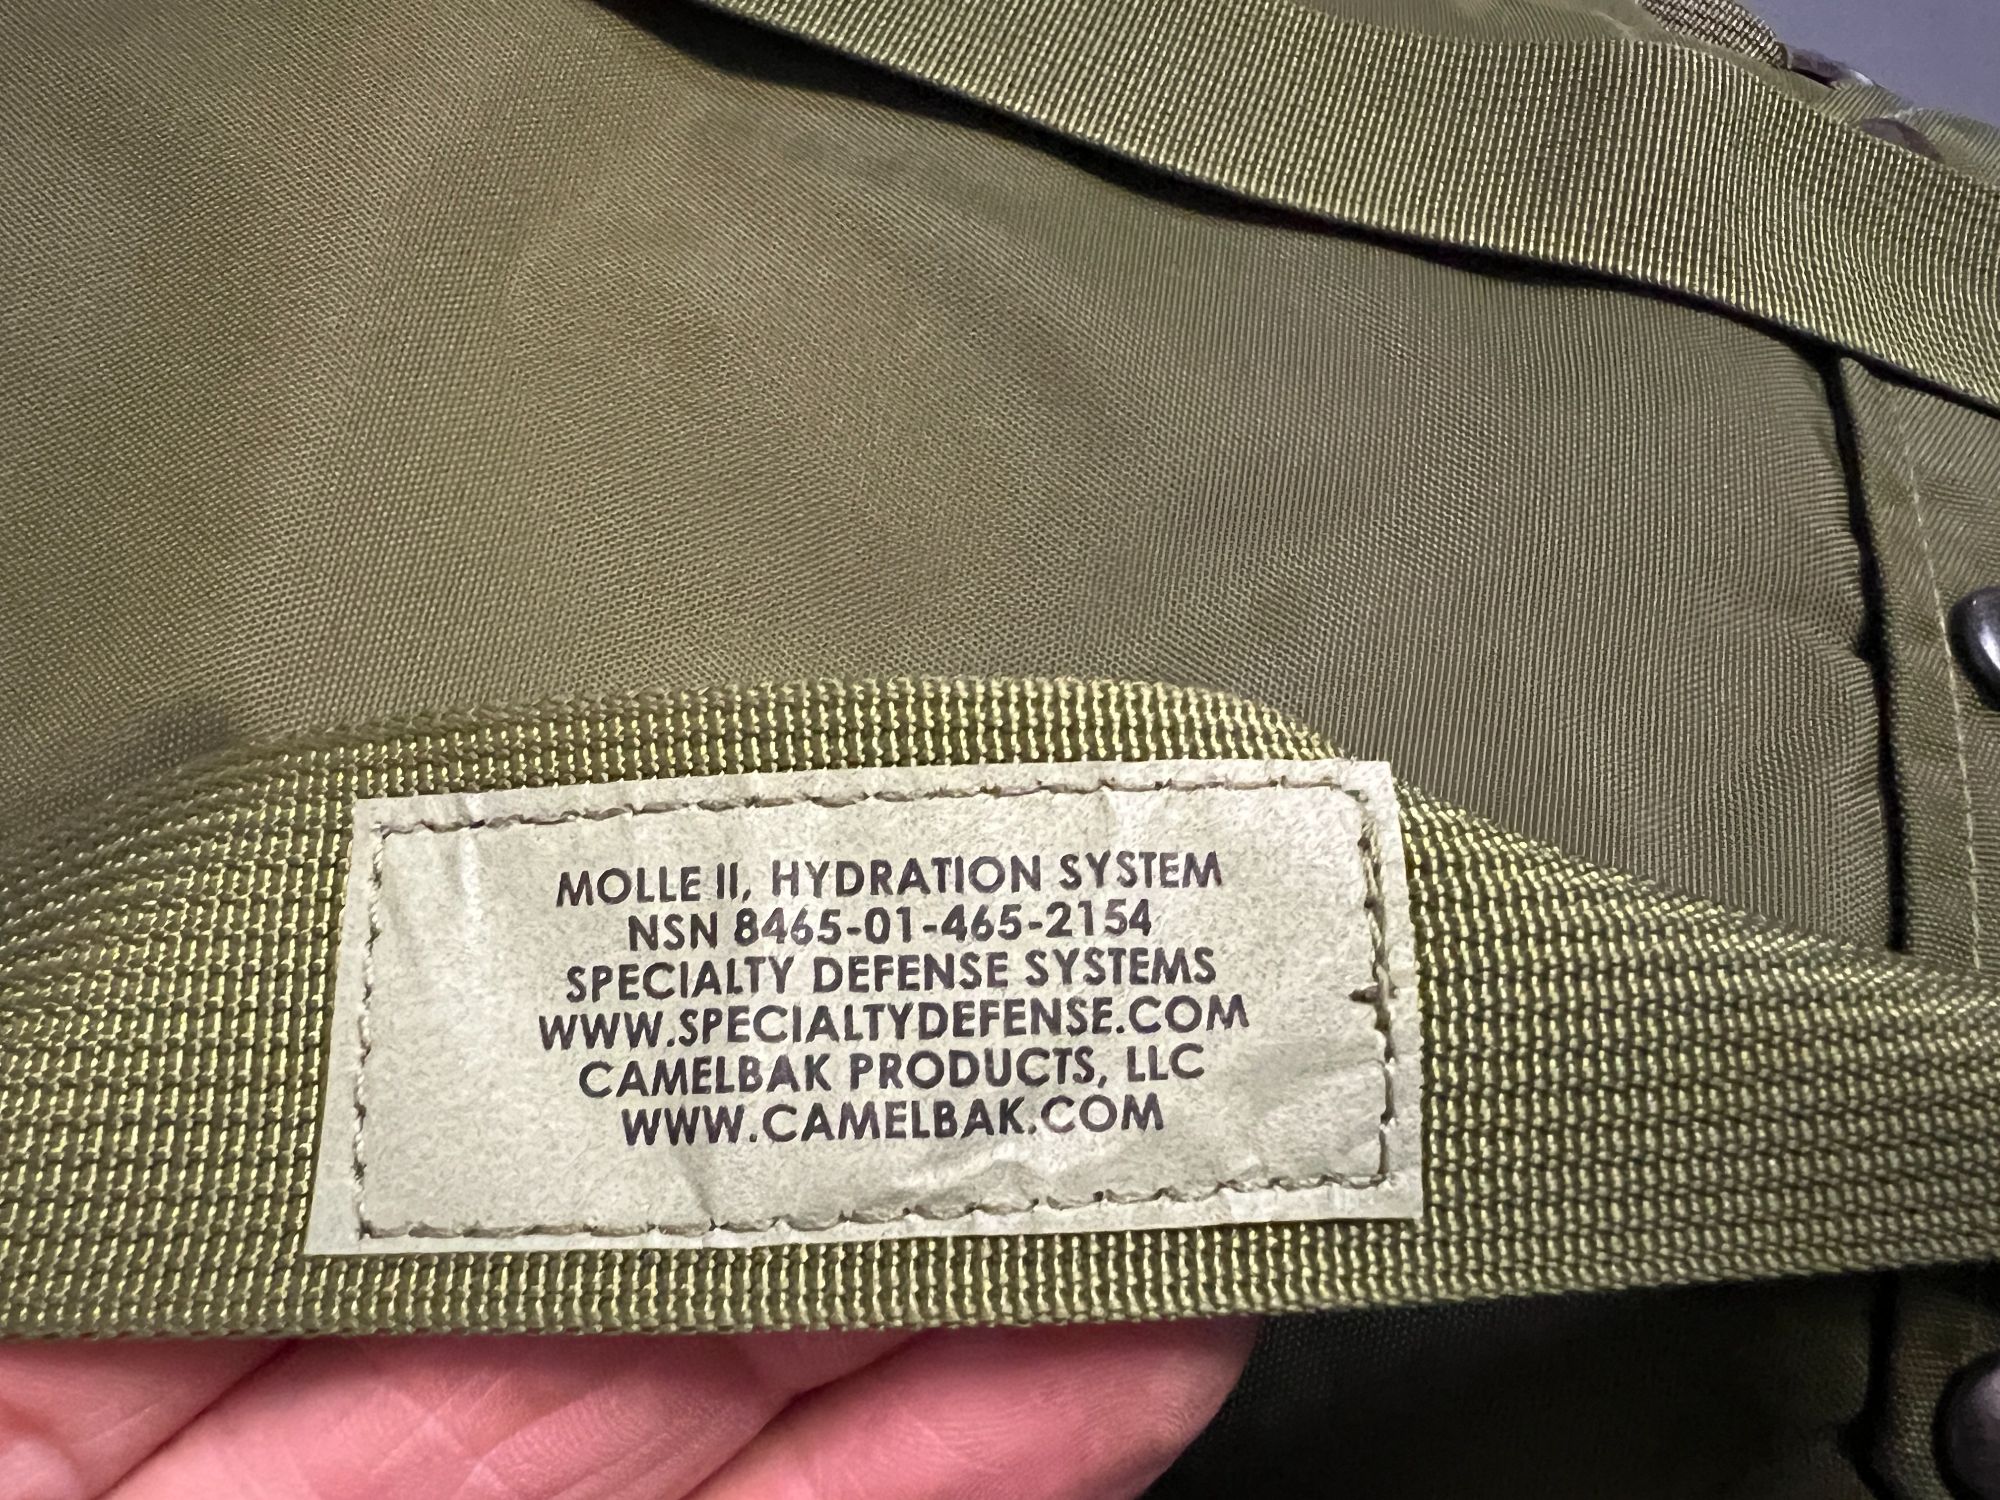 MOLLE II, HYDRATION SYSTEM
NSN 8465-01-465-2154
SPECIALTY DEFENSE SYSTEMS
WWW.SPECIALTYDEFENSE.COM
CAMELBAK PRODUCTS, LLC
WWW.CAMELBAK.COM